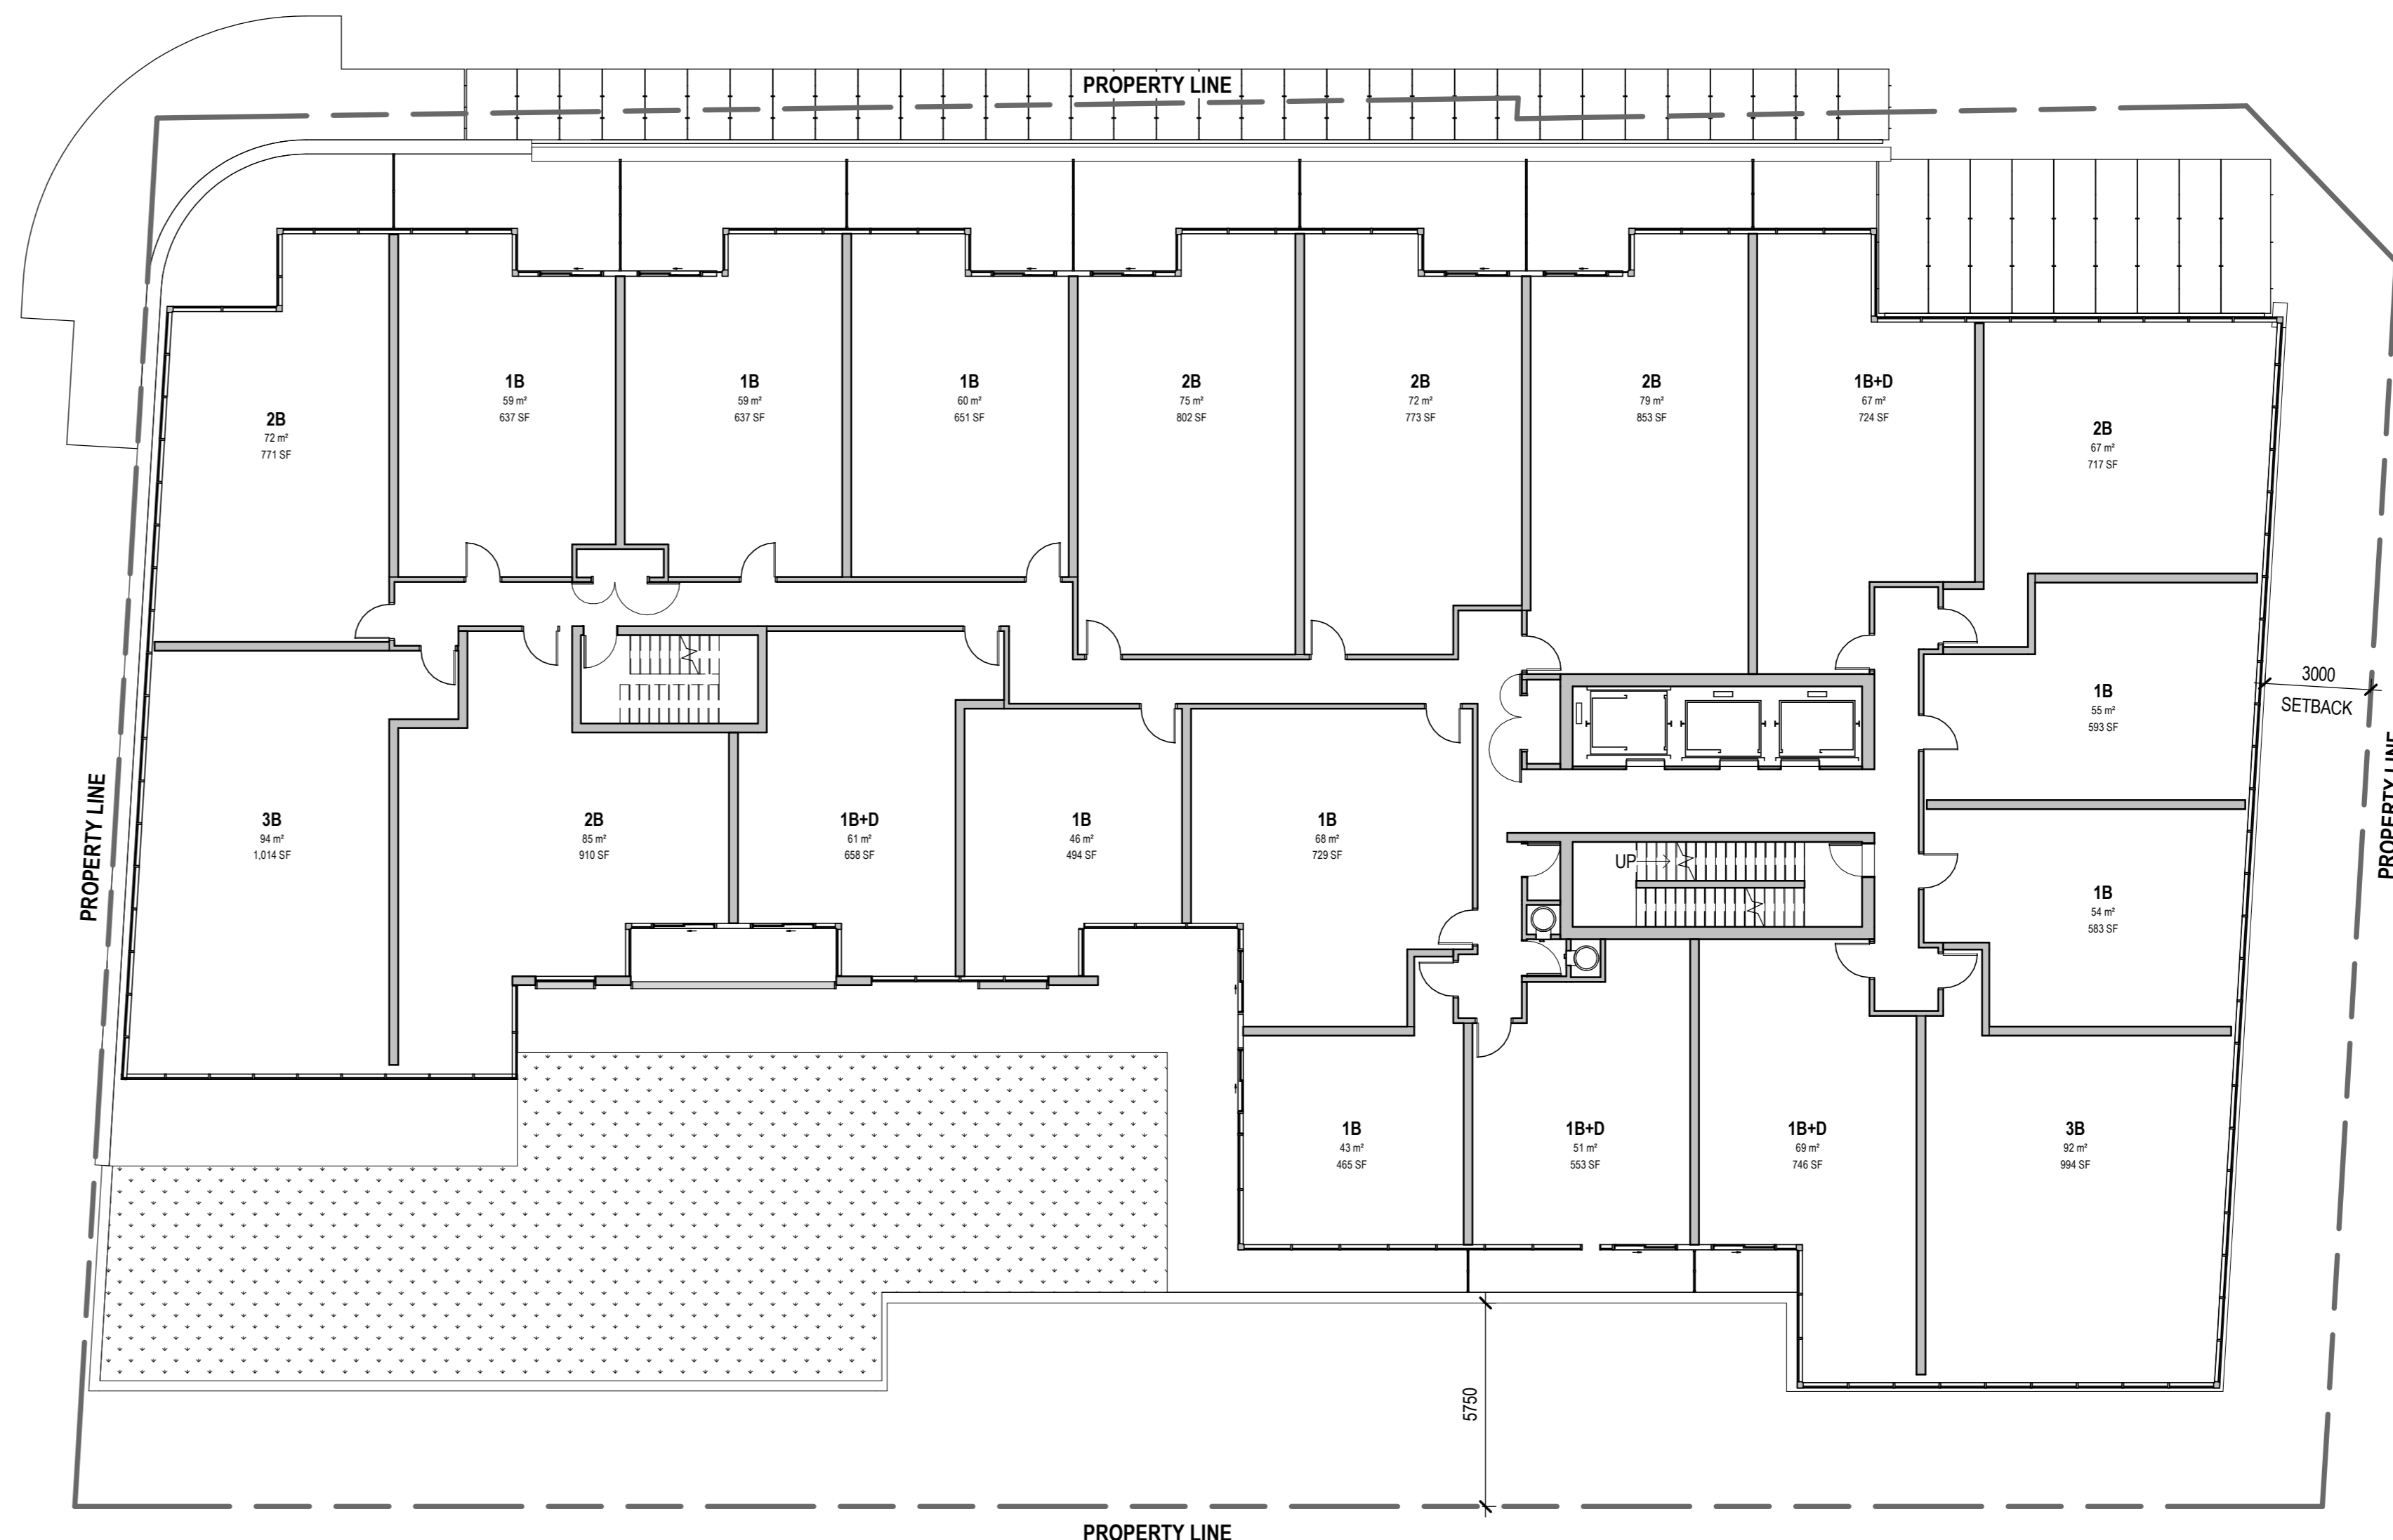 PROPERTY LINE
1B
59 m²
637 SF
1B
59 m²
637 SF
1B
60 m²
651 SF
2B
75 m²
802 SF
2B
72 m²
773 SF
2B
79 m²
853 SF
1B+D
67 m²
724 SF
2B
72 m²
771 SF
2B
67 m²
717 SF
1B
55 m²
593 SF
3000
SETBACK
PROPERTY LINE
PROPERTY LINE
3B
94 m²
1,014 SF
2B
85 m²
910 SF
1B+D
61 m²
658 SF
1B
46 m²
494 SF
1B
68 m²
729 SF
UP
1B
54 m²
583 SF
1B
43 m²
465 SF
1B+D
51 m²
553 SF
1B+D
69 m²
746 SF
3B
92 m²
994 SF
5750
PROPERTY LINE